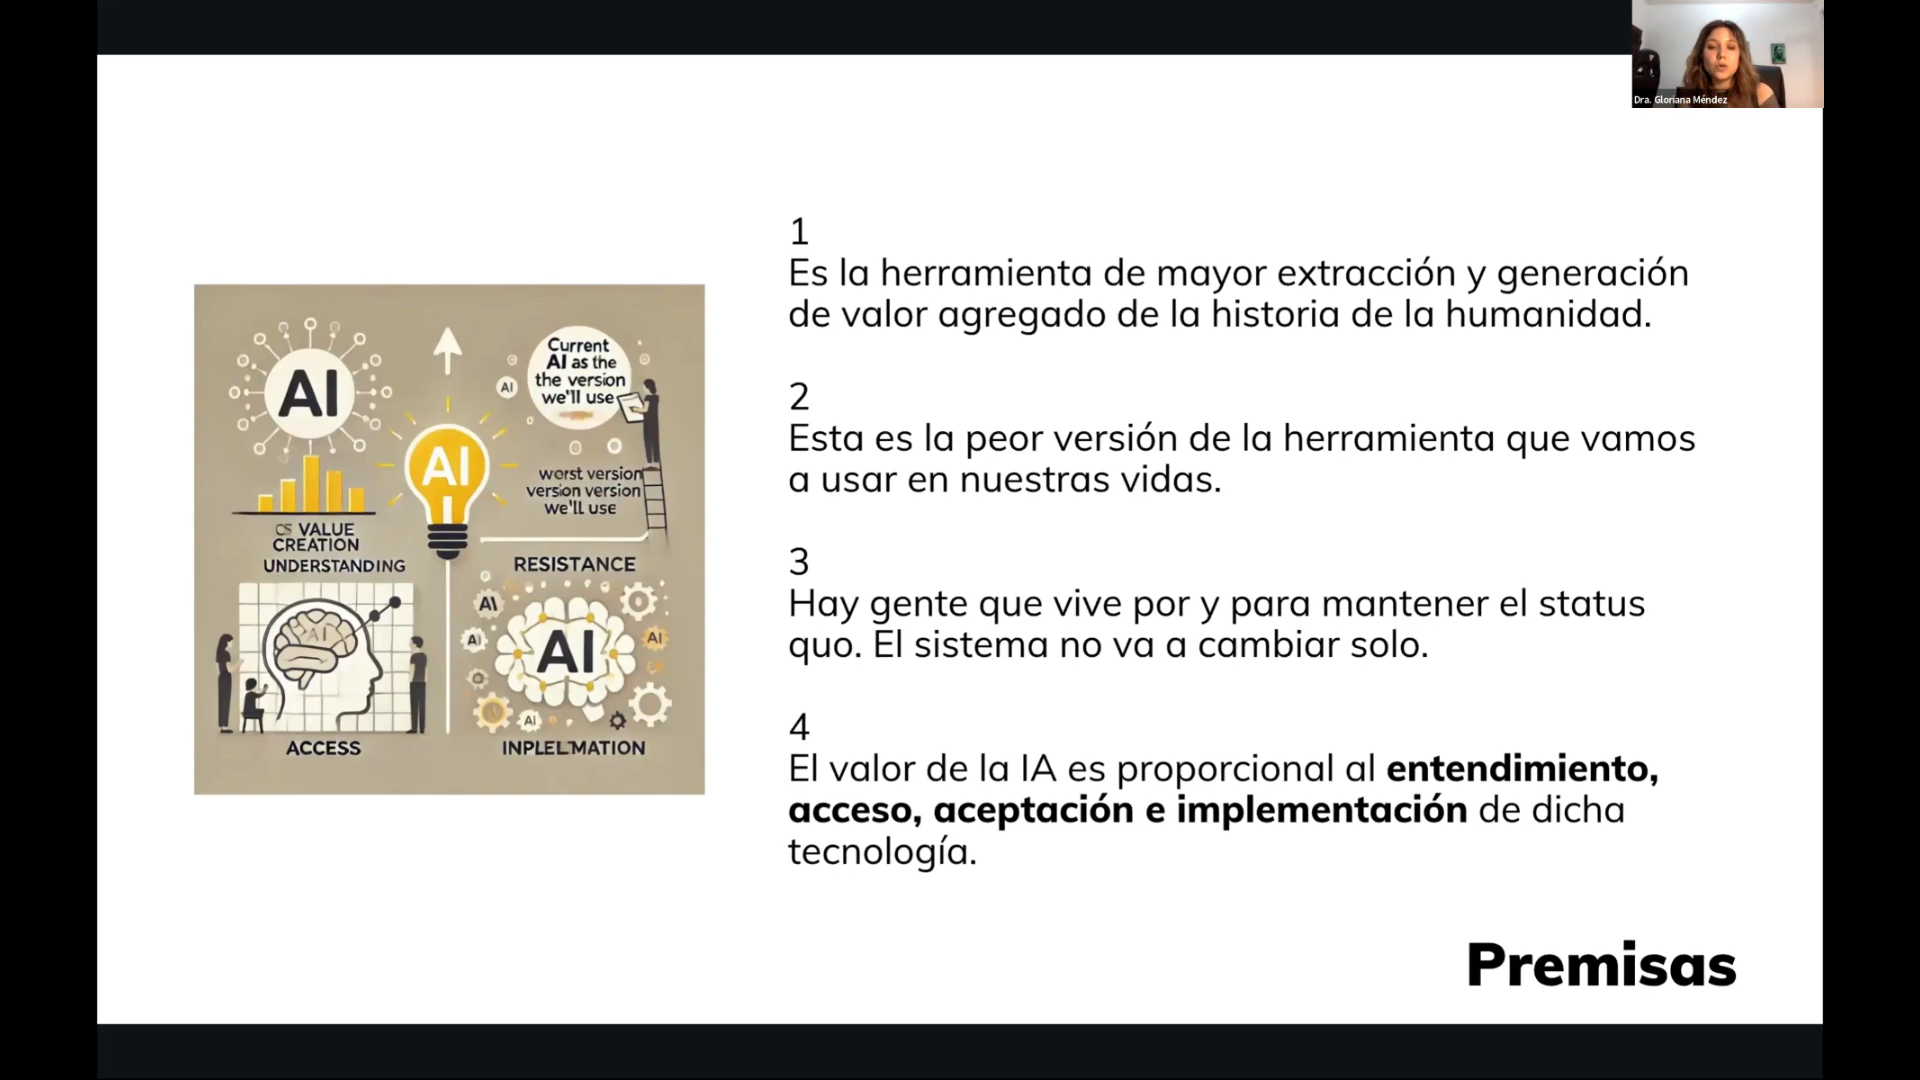 Dra. Gloriana Méndez
AI
Current
AI as the
the version
we'll use
AI
AI
worst version
version version
we'll use
CS VALUE
CREATION
UNDERSTANDING
RESISTANCE
AI
AI
AI
AI
AI
AI
ACCESS
INPLEL̈MATION
1
Es la herramienta de mayor extracción y generación
de valor agregado de la historia de la humanidad.
2
Esta es la peor versión de la herramienta que vamos
a usar en nuestras vidas.
3
Hay gente que vive por y para mantener el status
quo. El sistema no va a cambiar solo.
4
El valor de la IA es proporcional al entendimiento,
acceso, aceptación e implementación de dicha
tecnología.
Premisas